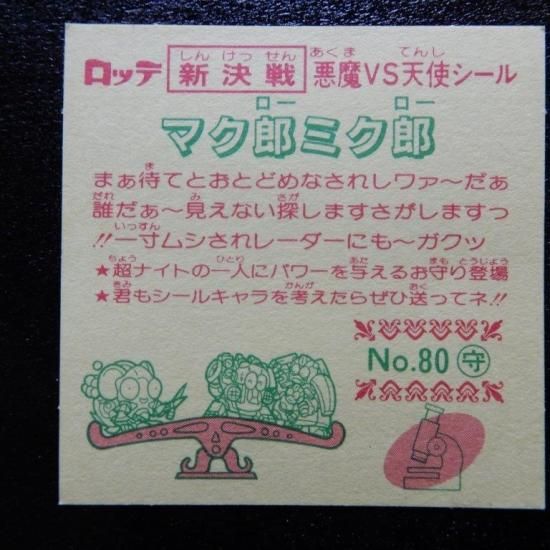 ロッテ 新決戦 悪魔VS天使シール
マク郎ミク郎
まぁ待てとおとどめなされしワァ〜だぁ
誰だぁ〜見えない探しますさがしますっ
!!一寸ムシされレーダーにも〜ガクッ
★超ナイトの一人にパワーを与えるお守り登場
★君もシールキャラを考えたらぜひ送ってネ!!
No.80 守